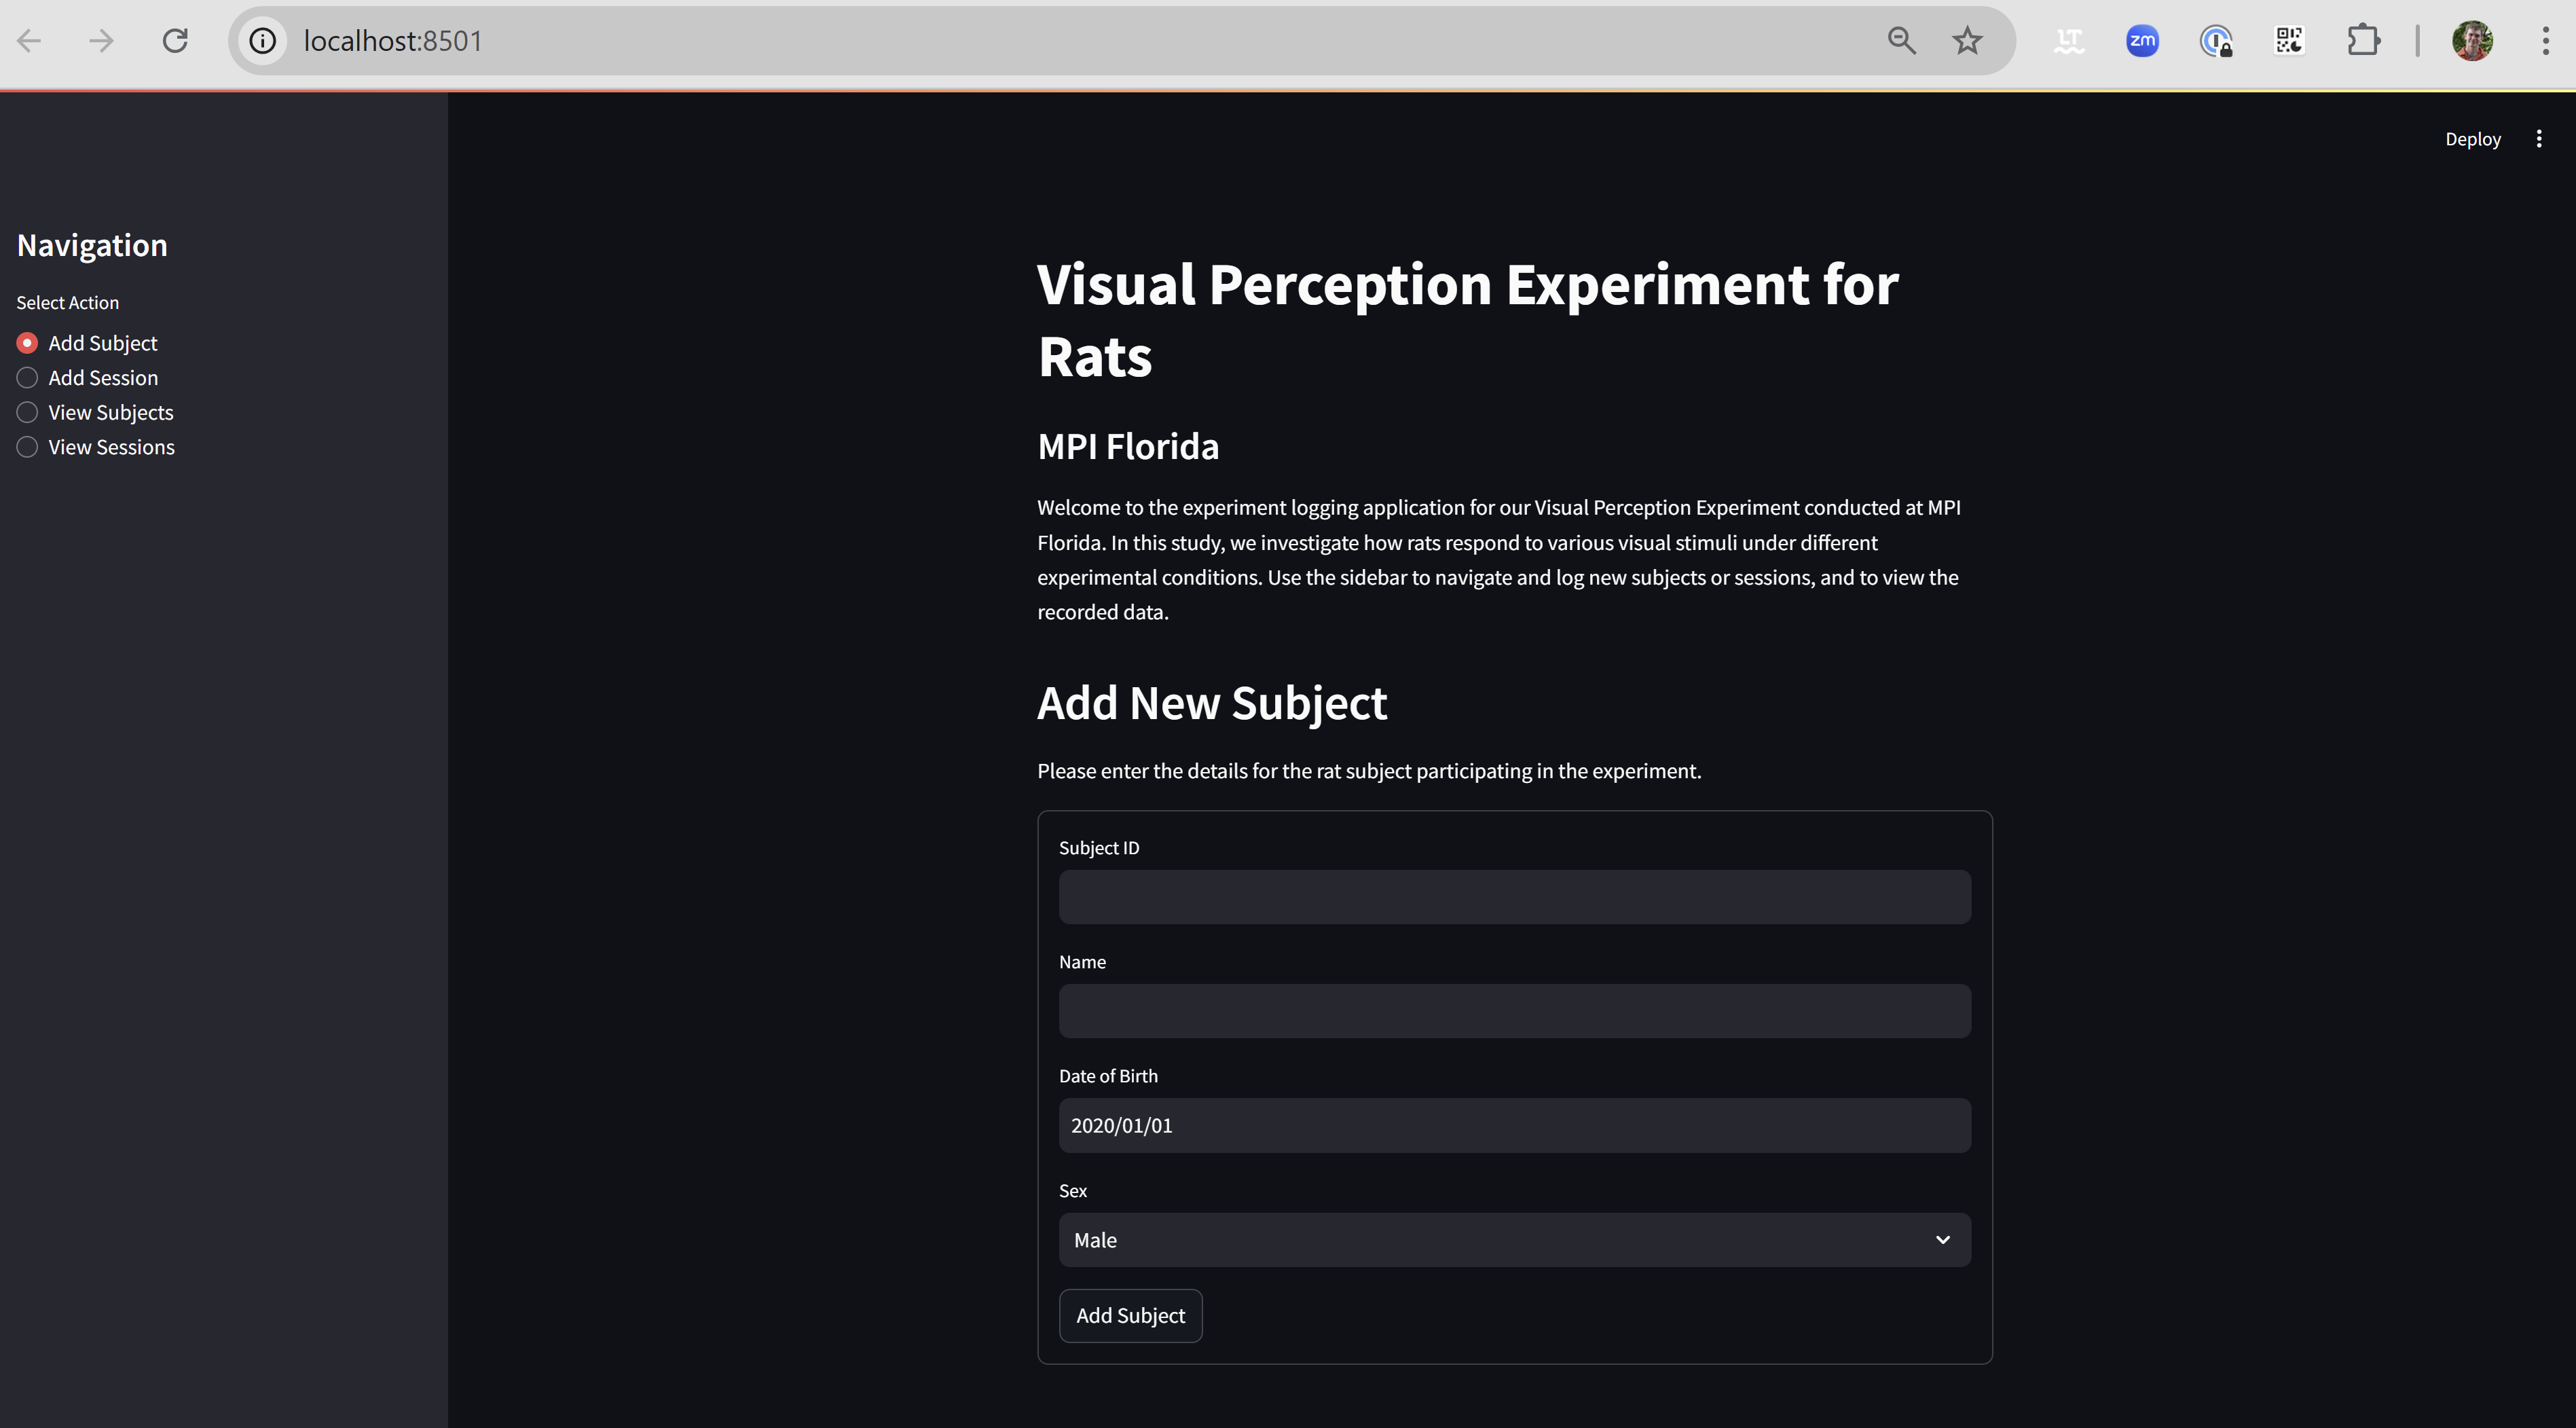 localhost:8501
LT
zm
Deploy
Navigation
Select Action
Add Subject
Add Session
View Subjects
View Sessions
Visual Perception Experiment for
Rats
MPI Florida
Welcome to the experiment logging application for our Visual Perception Experiment conducted at MPI
Florida. In this study, we investigate how rats respond to various visual stimuli under different
experimental conditions. Use the sidebar to navigate and log new subjects or sessions, and to view the
recorded data.
Add New Subject
Please enter the details for the rat subject participating in the experiment.
Subject ID
Name
Date of Birth
2020/01/01
Sex
Male
Add Subject